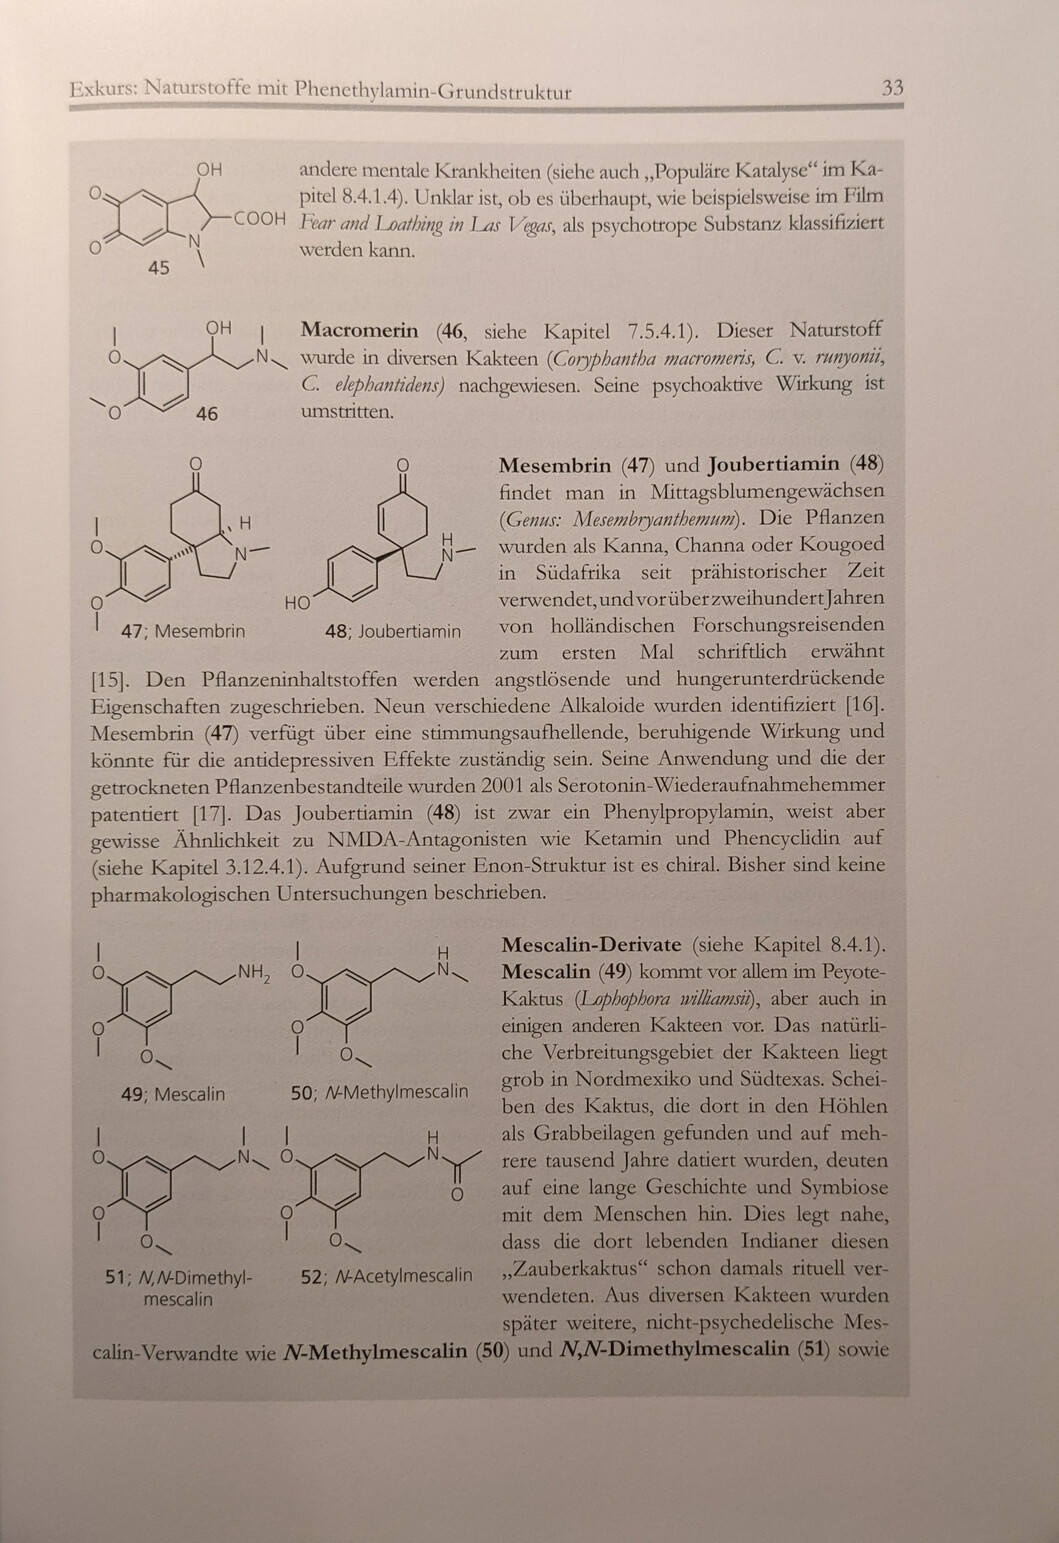 Exkurs: Naturstoffe mit Phenethylamin-Grundstruktur 33
OH
O
O
COOH
N
45
andere mentale Krankheiten (siehe auch „Populäre Katalyse“ im Ka-
pitel 8.4.1.4). Unklar ist, ob es überhaupt, wie beispielsweise im Film
Fear and Loathing in Las Vegas, als psychotrope Substanz klassifiziert
werden kann.
OH
O
N
O
46
Macromerin (46, siehe Kapitel 7.5.4.1). Dieser Naturstoff
wurde in diversen Kakteen (Coryphantha macromeris, C. v. runyonii,
C. elephantidens) nachgewiesen. Seine psychoaktive Wirkung ist
umstritten.
O
H
O
N
O
47; Mesembrin
O
H
N
HO
48; Joubertiamin
Mesembrin (47) und Joubertiamin (48)
findet man in Mittagsblumengewächsen
(Genus: Mesembryanthemum). Die Pflanzen
wurden als Kanna, Channa oder Kougoed
in Südafrika seit prähistorischer Zeit
verwendet, und vor über zweihundert Jahren
von holländischen Forschungsreisenden
zum ersten Mal schriftlich erwähnt
[15]. Den Pflanzeninhaltstoffen werden angstlösende und hungerunterdrückende
Eigenschaften zugeschrieben. Neun verschiedene Alkaloide wurden identifiziert [16].
Mesembrin (47) verfügt über eine stimmungsaufhellende, beruhigende Wirkung und
könnte für die antidepressiven Effekte zuständig sein. Seine Anwendung und die der
getrockneten Pflanzenbestandteile wurden 2001 als Serotonin-Wiederaufnahmehemmer
patentiert [17]. Das Joubertiamin (48) ist zwar ein Phenylpropylamin, weist aber
gewisse Ähnlichkeit zu NMDA-Antagonisten wie Ketamin und Phencyclidin auf
(siehe Kapitel 3.12.4.1). Aufgrund seiner Enon-Struktur ist es chiral. Bisher sind keine
pharmakologischen Untersuchungen beschrieben.
O
NH2
O
O
49; Mescalin
O
H
N
O
O
50; N-Methylmescalin
O
N
O
O
51; N,N-Dimethyl-
mescalin
O
H
N
O
O
O
52; N-Acetylmescalin
Mescalin-Derivate (siehe Kapitel 8.4.1).
Mescalin (49) kommt vor allem im Peyote-
Kaktus (Lophophora williamsii), aber auch in
einigen anderen Kakteen vor. Das natürli-
che Verbreitungsgebiet der Kakteen liegt
grob in Nordmexiko und Südtexas. Schei-
ben des Kaktus, die dort in den Höhlen
als Grabbeilagen gefunden und auf meh-
rere tausend Jahre datiert wurden, deuten
auf eine lange Geschichte und Symbiose
mit dem Menschen hin. Dies legt nahe,
dass die dort lebenden Indianer diesen
„Zauberkaktus“ schon damals rituell ver-
wendeten. Aus diversen Kakteen wurden
später weitere, nicht-psychedelische Mes-
calin-Verwandte wie N-Methylmescalin (50) und N,N-Dimethylmescalin (51) sowie